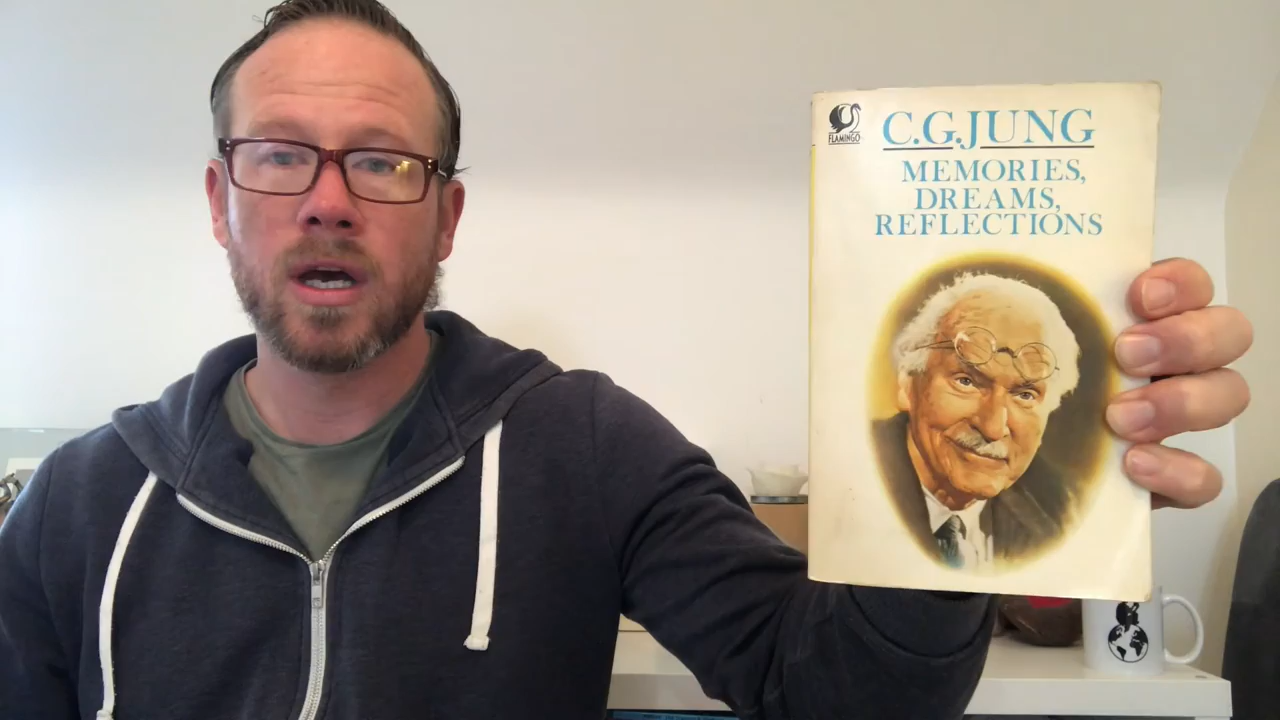 FLAMINGO
C.G.JUNG
MEMORIES,
DREAMS,
REFLECTIONS